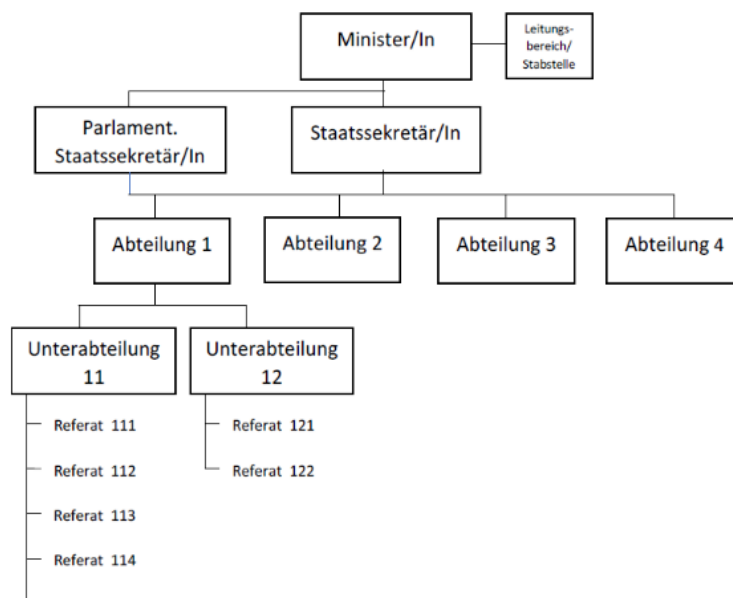 Minister/In
Leitungs-
bereich/
Stabstelle
Parlament.
Staatssekretär/In
Staatssekretär/In
Abteilung 1
Abteilung 2
Abteilung 3
Abteilung 4
Unterabteilung
11
Unterabteilung
12
Referat 111
Referat 112
Referat 113
Referat 114
Referat 121
Referat 122